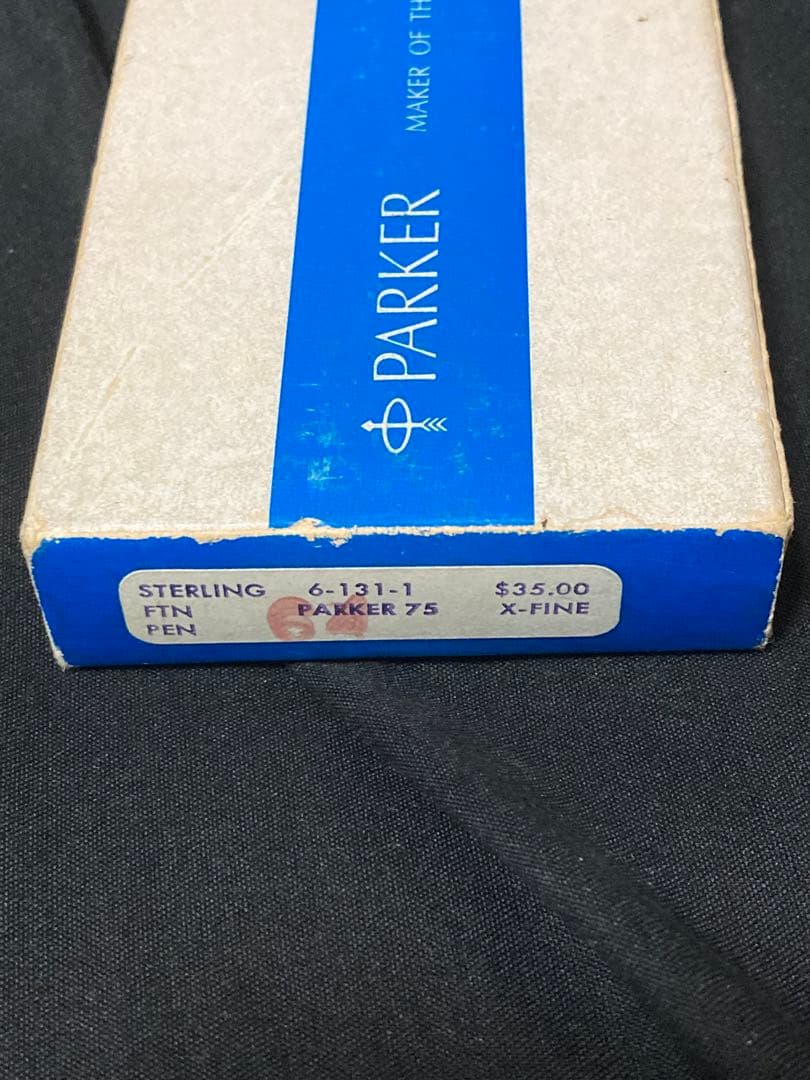 MAKER OF TH
PARKER
STERLING 6-131-1 $35.00
FTN PARKER 75 X-FINE
PEN
64